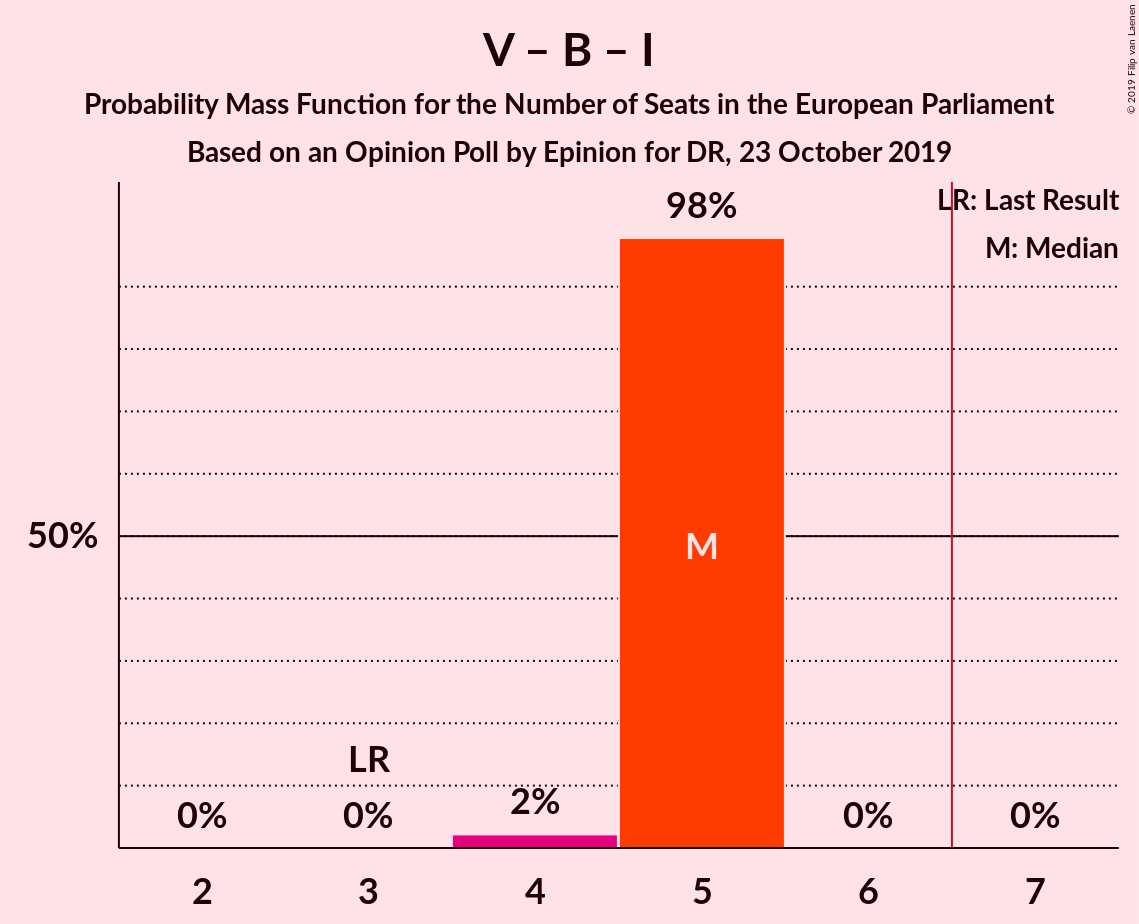 V – B – I
Probability Mass Function for the Number of Seats in the European Parliament
Based on an Opinion Poll by Epinion for DR, 23 October 2019
© 2019 Filip van Laenen
LR: Last Result
M: Median
98%
50%
M
LR
0%
0%
2%
0%
0%
2
3
4
5
6
7